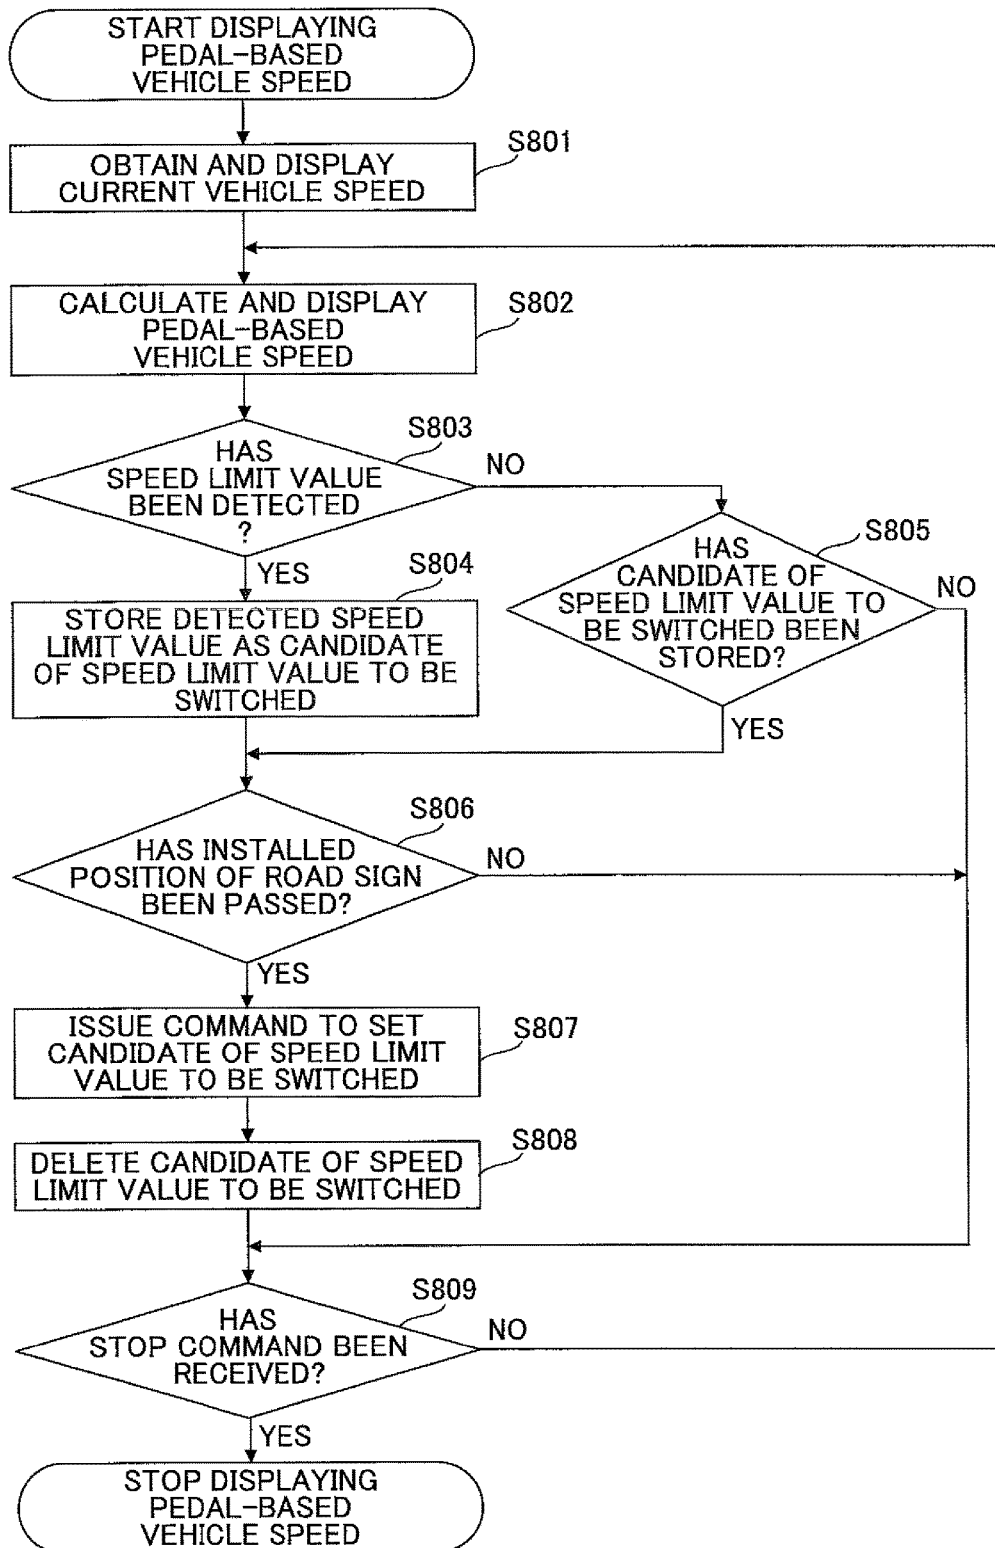 START DISPLAYING
PEDAL-BASED
VEHICLE SPEED
S801
OBTAIN AND DISPLAY
CURRENT VEHICLE SPEED
S802
CALCULATE AND DISPLAY
PEDAL-BASED
VEHICLE SPEED
S803
HAS
SPEED LIMIT VALUE
BEEN DETECTED
?
NO
YES
S804
STORE DETECTED SPEED
LIMIT VALUE AS CANDIDATE
OF SPEED LIMIT VALUE TO BE
SWITCHED
S805
HAS
CANDIDATE OF
SPEED LIMIT VALUE TO
BE SWITCHED BEEN
STORED?
NO
YES
S806
HAS INSTALLED
POSITION OF ROAD SIGN
BEEN PASSED?
NO
YES
S807
ISSUE COMMAND TO SET
CANDIDATE OF SPEED LIMIT
VALUE TO BE SWITCHED
S808
DELETE CANDIDATE OF SPEED
LIMIT VALUE TO BE SWITCHED
S809
HAS
STOP COMMAND BEEN
RECEIVED?
NO
YES
STOP DISPLAYING
PEDAL-BASED
VEHICLE SPEED